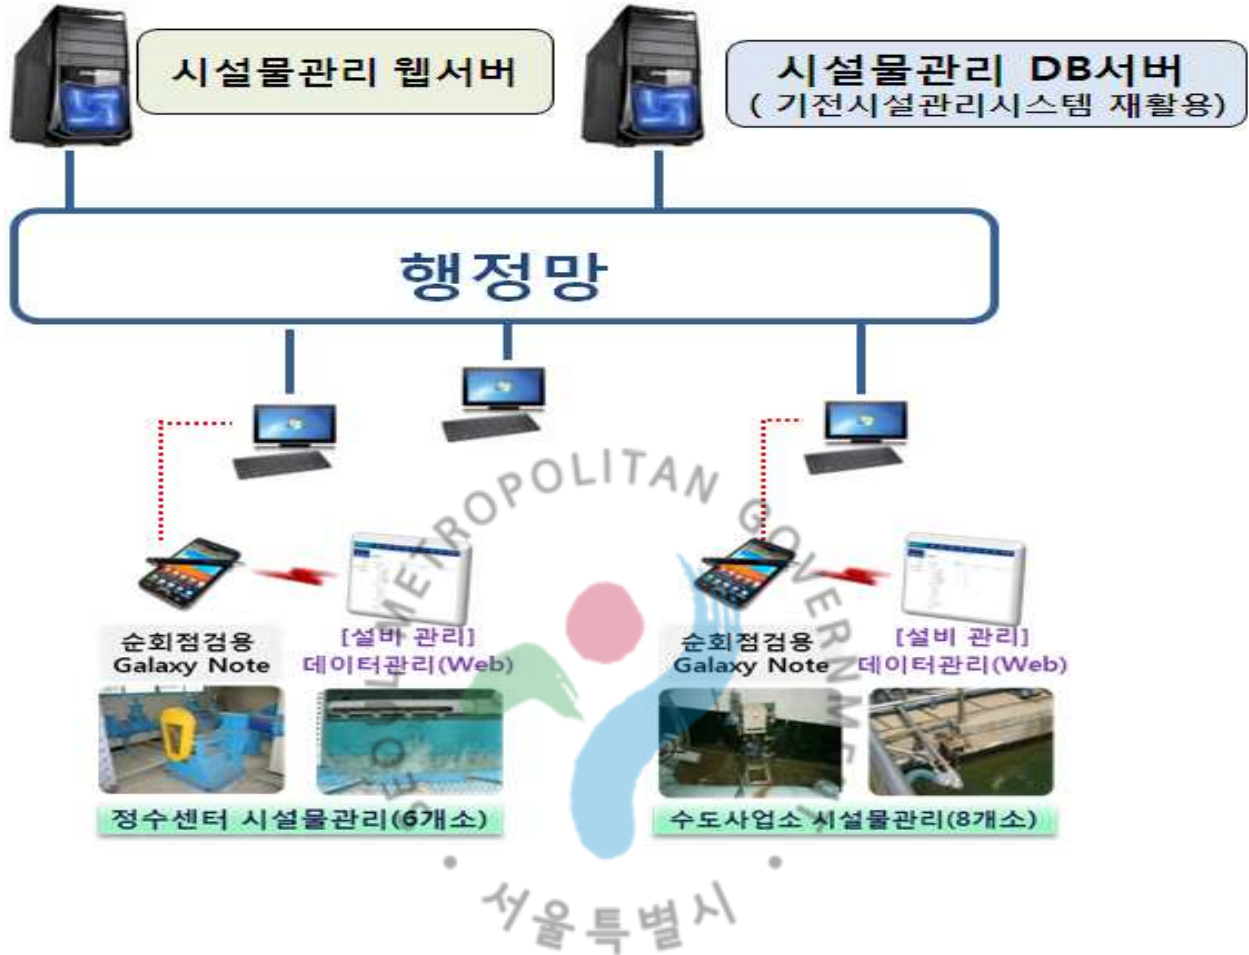 시설물관리 웹서버
시설물관리 DB서버
( 기전시설관리시스템 재활용)
행정망
순회점검용
Galaxy Note
[설비 관리]
데이터관리(Web)
순회점검용
Galaxy Note
[설비 관리]
데이터관리(Web)
정수센터 시설물관리(6개소)
수도사업소 시설물관리(8개소)
SEOUL METROPOLITAN GOVERNMENT
서울특별시